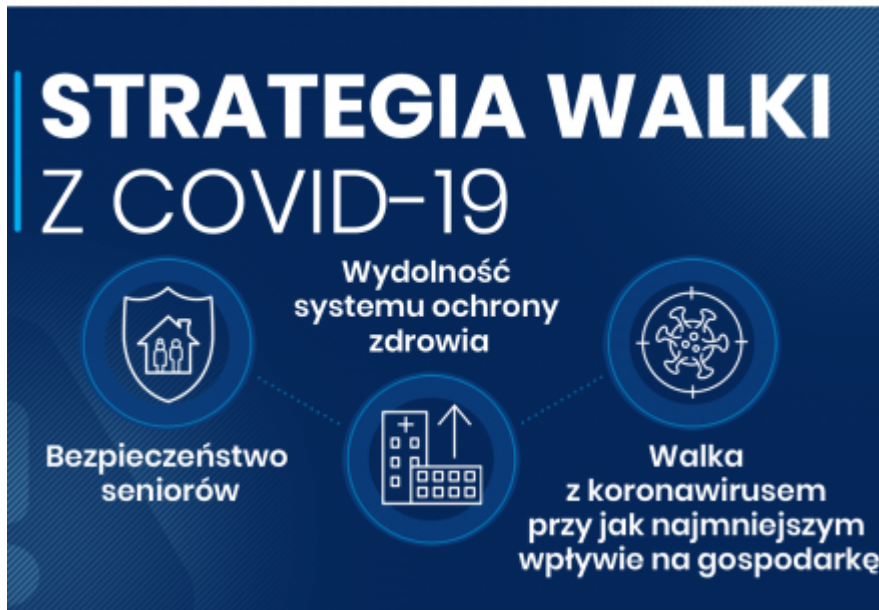 STRATEGIA WALKI
Z COVID-19
Bezpieczeństwo
seniorów
Wydolność
systemu ochrony
zdrowia
Walka
z koronawirusem
przy jak najmniejszym
wpływie na gospodarkę